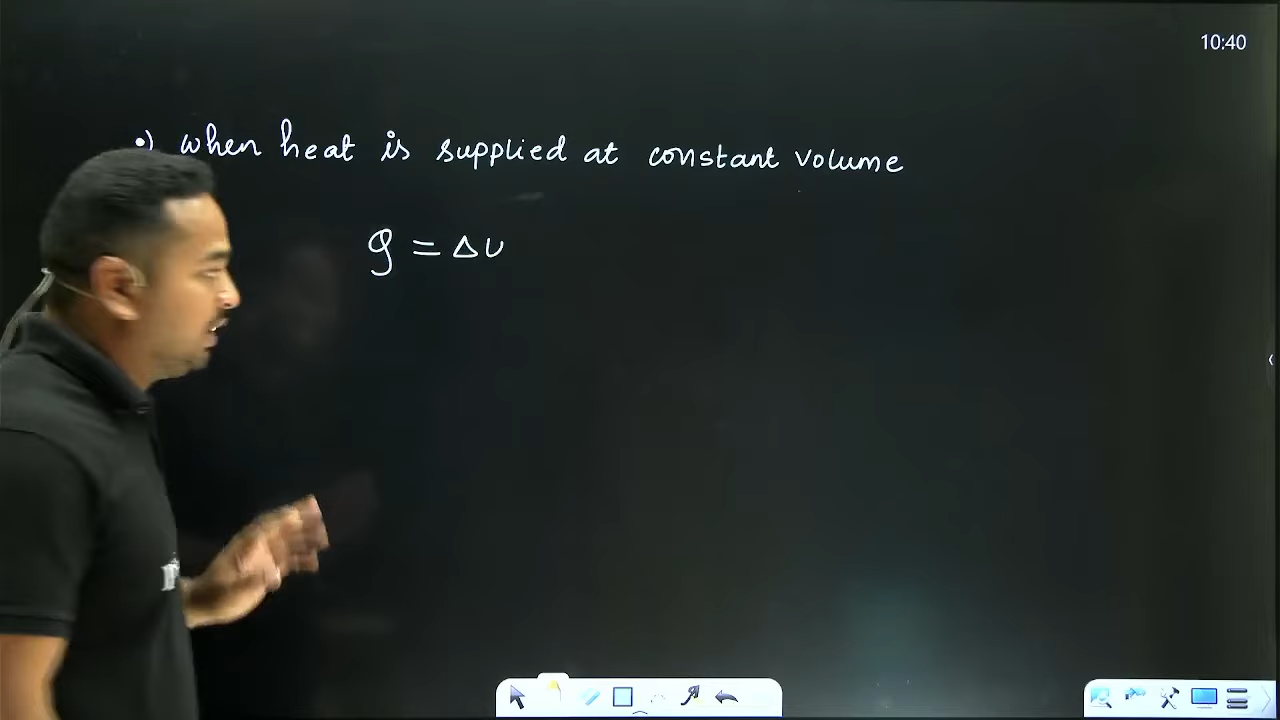 10:40
•) when heat is supplied at constant volume
q = ΔU